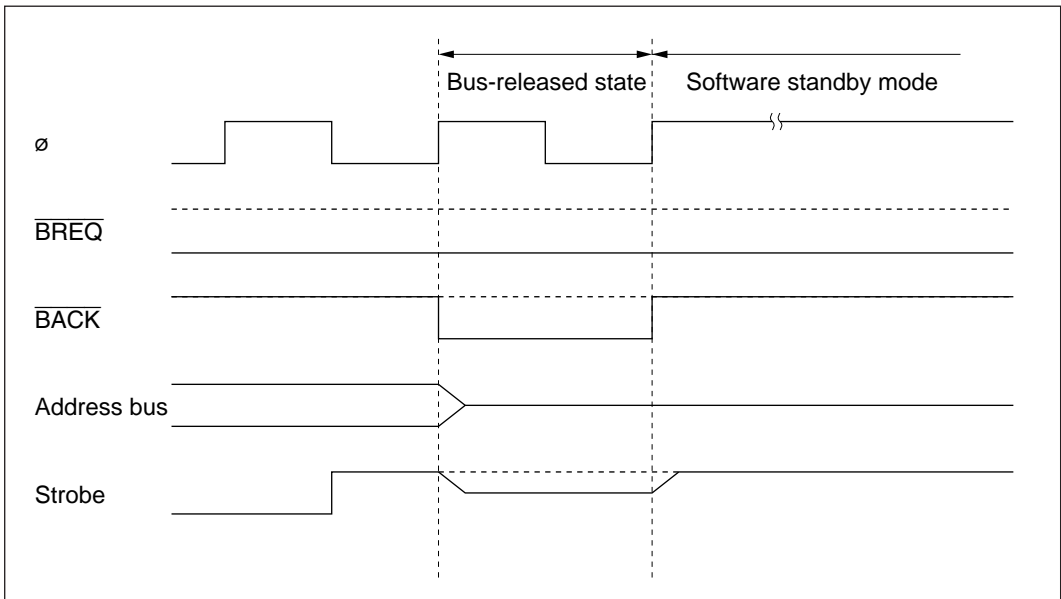 Bus-released state Software standby mode
ø
BREQ
BACK
Address bus
Strobe